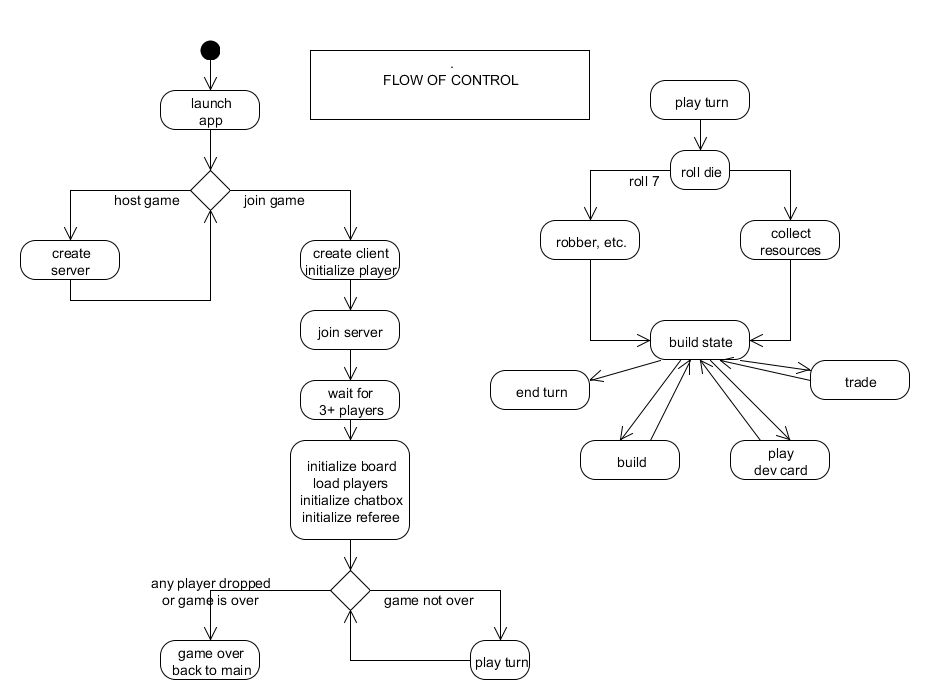 .
FLOW OF CONTROL
launch
app
host game
join game
create
server
create client
initialize player
join server
wait for
3+ players
initialize board
load players
initialize chatbox
initialize referee
any player dropped
or game is over
game not over
game over
back to main
play turn
play turn
roll die
roll 7
robber, etc.
collect
resources
build state
end turn
trade
build
play
dev card